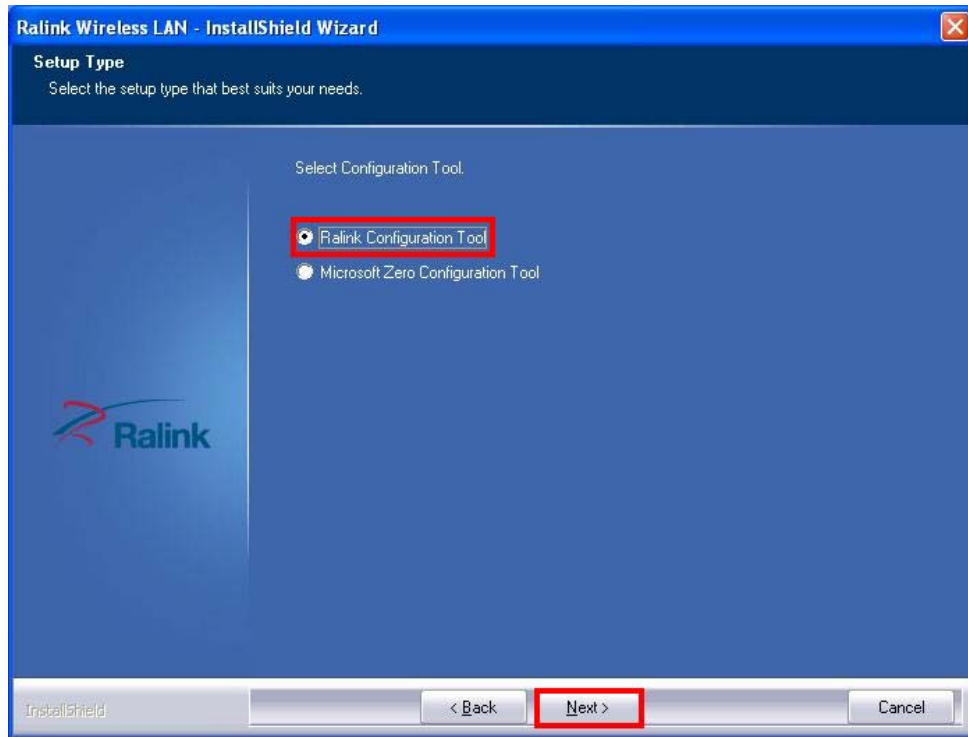 Ralink Wireless LAN - InstallShield Wizard
Setup Type
Select the setup type that best suits your needs.
Select Configuration Tool.
Ralink Configuration Tool
Microsoft Zero Configuration Tool
Ralink
InstallShield
< Back
Next >
Cancel